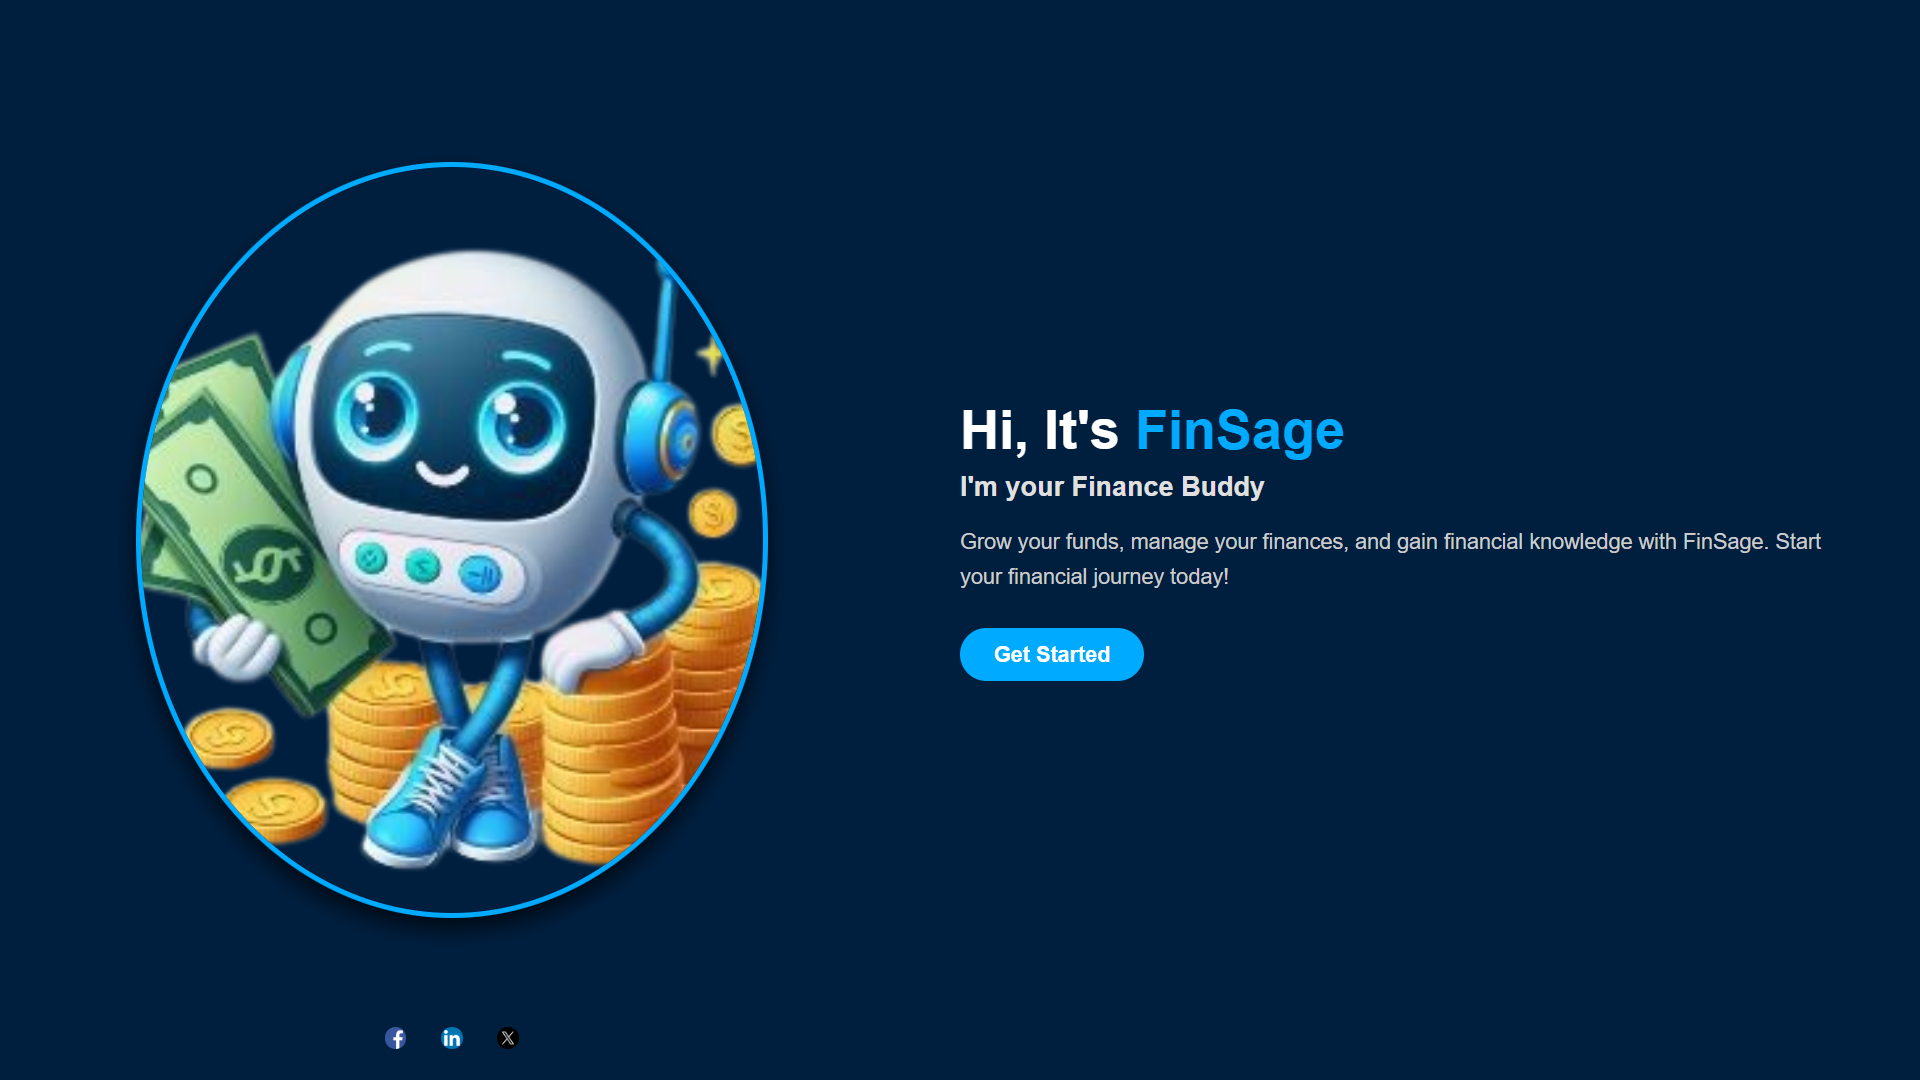 Hi, It's FinSage
I'm your Finance Buddy
Grow your funds, manage your finances, and gain financial knowledge with FinSage. Start
your financial journey today!
Get Started